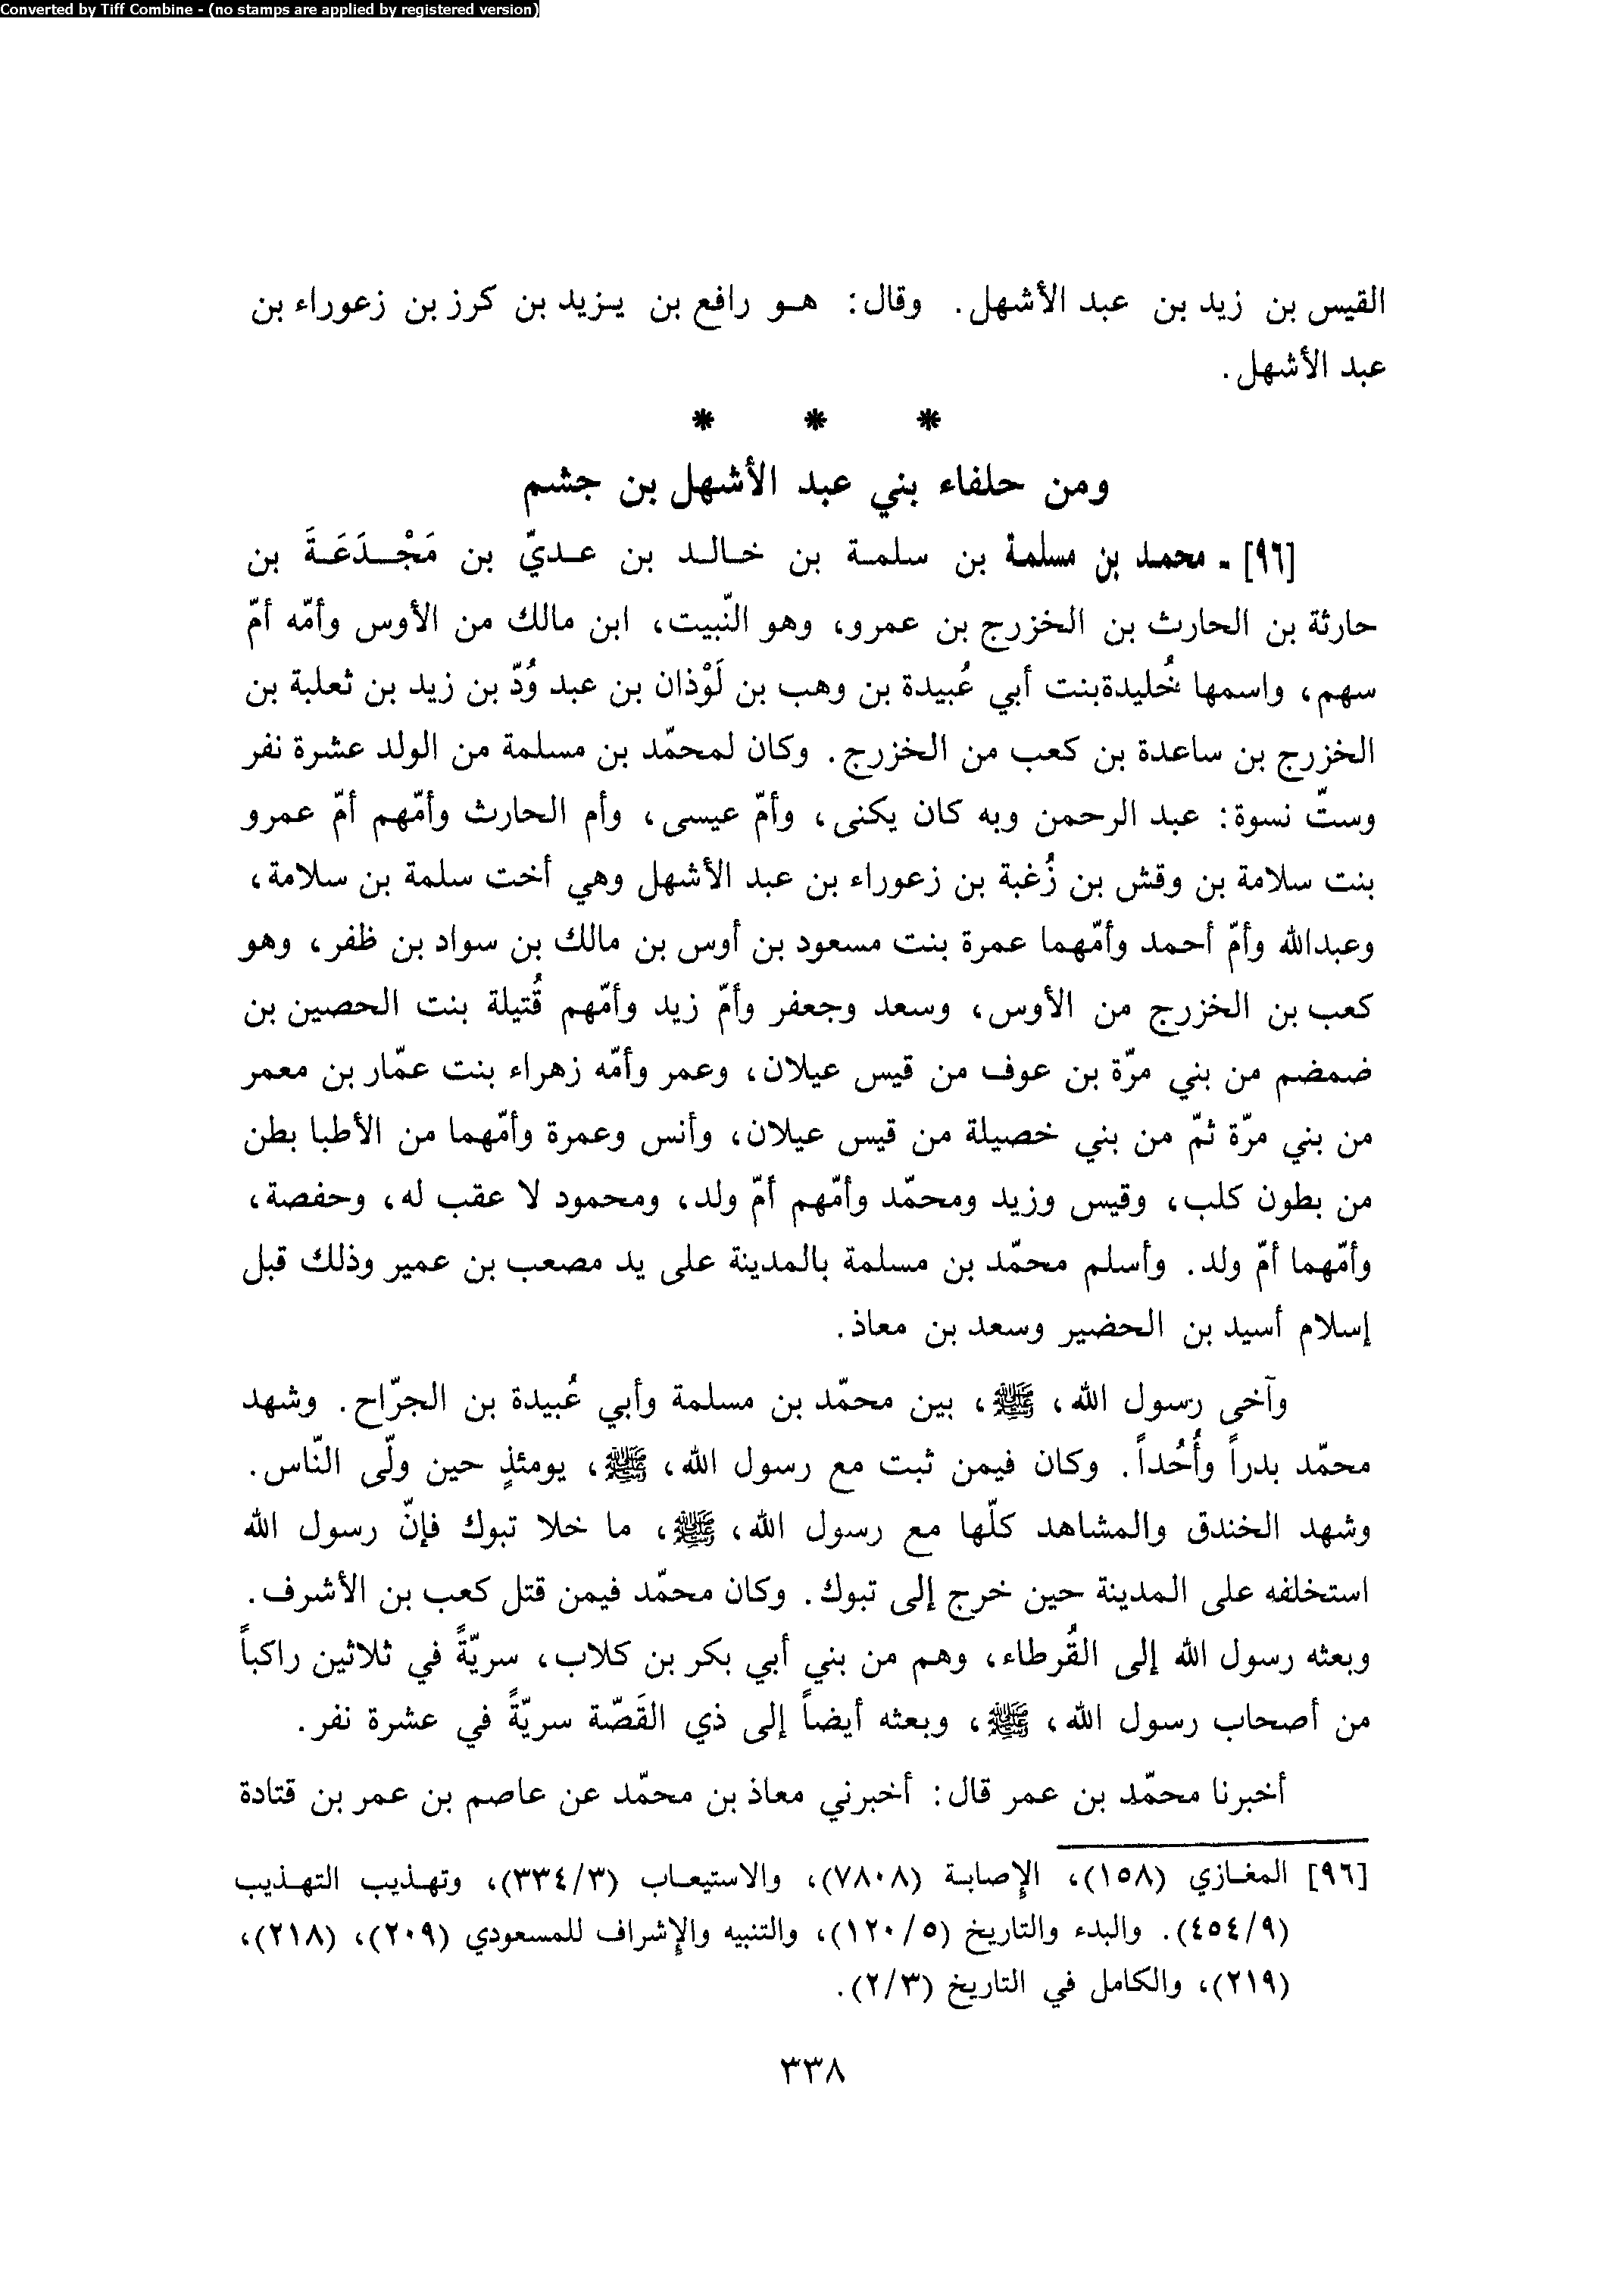 Converted by Tiff Combine - (no stamps are applied by registered version)
القيس بن زيد بن عبد الأشهل. وقال: هو رافع بن يزيد بن كرز بن زعوراء بن
عبد الأشهل.
* * *
ومن حلفاء بني عبد الأشهل بن جشم
[٩٦] - محمد بن مسلمة بن سلمة بن خالد بن عديّ بن مَجْدَعَةَ بن
حارثة بن الحارث بن الخزرج بن عمرو، وهو النّبيت، ابن مالك من الأوس وأمّه أمّ
سهم، واسمها خُليدةبنت أبي عُبيدة بن وهب بن لَوْذان بن عبد وُدّ بن زيد بن ثعلبة بن
الخزرج بن ساعدة بن كعب من الخزرج. وكان لمحمّد بن مسلمة من الولد عشرة نفر
وستّ نسوة: عبد الرحمن وبه كان يكنى، وأمّ عيسى، وأم الحارث وأمّهم أمّ عمرو
بنت سلامة بن وقش بن زُغبة بن زعوراء بن عبد الأشهل وهي أخت سلمة بن سلامة،
وعبدالله وأمّ أحمد وأمّهما عمرة بنت مسعود بن أوس بن مالك بن سواد بن ظفر، وهو
كعب بن الخزرج من الأوس، وسعد وجعفر وأمّ زيد وأمّهم قُتيلة بنت الحصين بن
ضمضم من بني مرّة بن عوف من قيس عيلان، وعمر وأمّه زهراء بنت عمّار بن معمر
من بني مرّة ثمّ من بني خصيلة من قيس عيلان، وأنس وعمرة وأمّهما من الأطبا بطن
من بطون كلب، وقيس وزيد ومحمّد وأمّهم أمّ ولد، ومحمود لا عقب له، وحفصة،
وأمّهما أمّ ولد. وأسلم محمّد بن مسلمة بالمدينة على يد مصعب بن عمير وذلك قبل
إسلام أسيد بن الحضير وسعد بن معاذ.
وآخى رسول الله، ﷺ، بين محمّد بن مسلمة وأبي عُبيدة بن الجرّاح. وشهد
محمّد بدراً وأُحُداً. وكان فيمن ثبت مع رسول الله، ﷺ، يومئذٍ حين ولّى النّاس.
وشهد الخندق والمشاهد كلّها مع رسول الله، ﷺ، ما خلا تبوك فإنّ رسول الله
استخلفه على المدينة حين خرج إلى تبوك. وكان محمّد فيمن قتل كعب بن الأشرف.
وبعثه رسول الله إلى القُرطاء، وهم من بني أبي بكر بن كلاب، سريّةً في ثلاثين راكباً
من أصحاب رسول الله، ﷺ، وبعثه أيضاً إلى ذي القَصّة سريّةً في عشرة نفر.
أخبرنا محمّد بن عمر قال: أخبرني معاذ بن محمّد عن عاصم بن عمر بن قتادة
[٩٦] المغازي (١٥٨)، الإصابة (٧٨٠٨)، والاستيعاب (٣٣٤/٣)، وتهذيب التهذيب
(٤٥٤/٩). والبدء والتاريخ (١٢٠/٥)، والتنبيه والإشراف للمسعودي (٢٠٩)، (٢١٨)،
(٢١٩)، والكامل في التاريخ (٢/٣).
٣٣٨